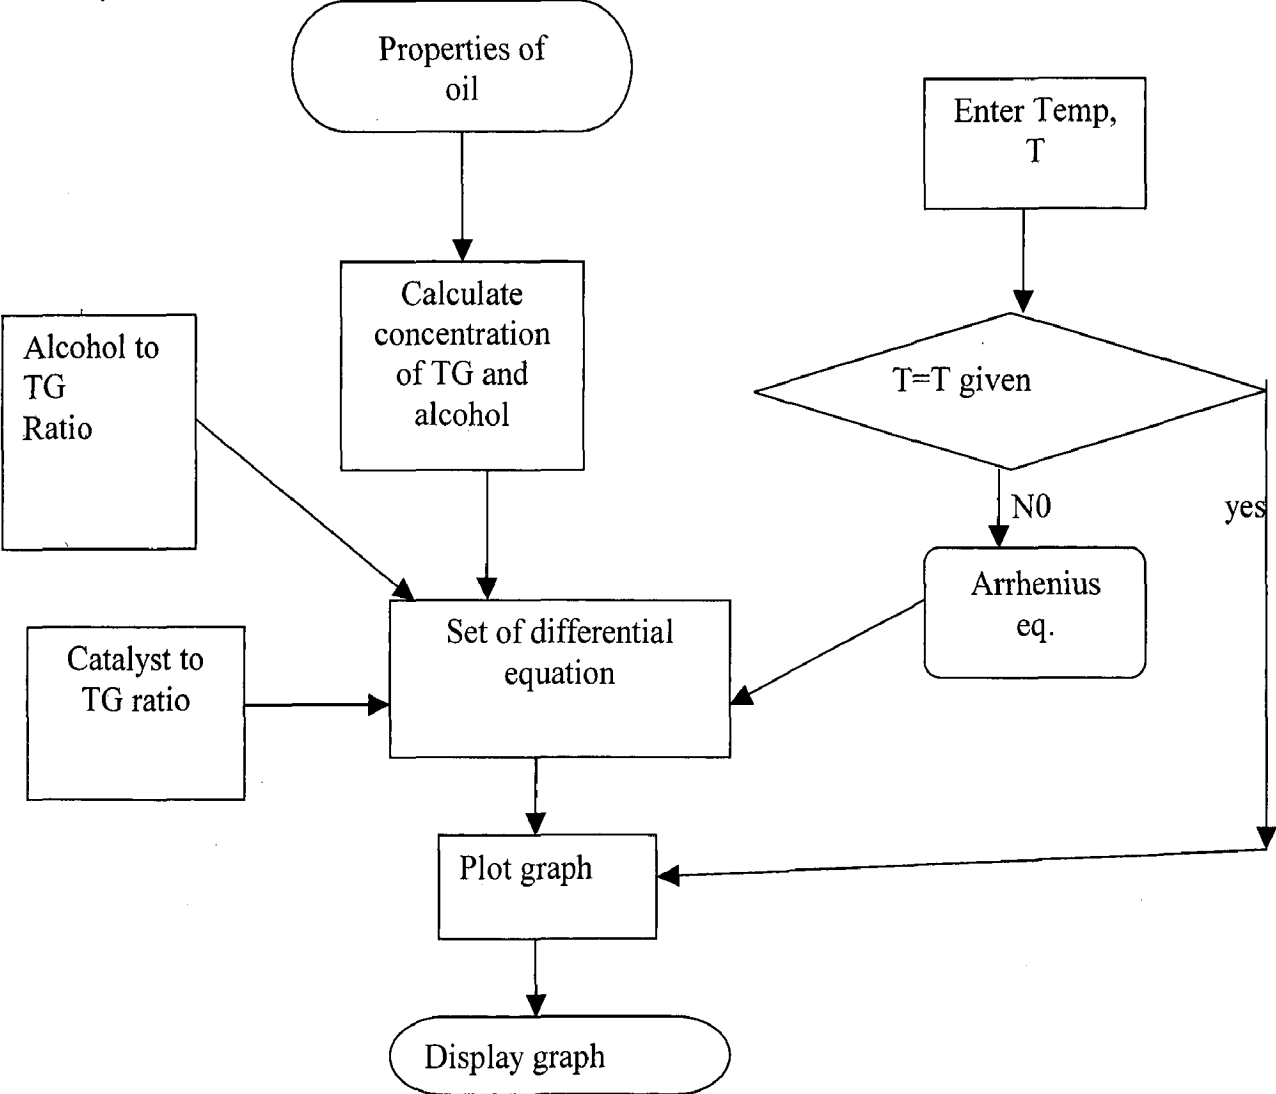 Properties of
oil
Enter Temp,
T
Calculate
concentration
of TG and
alcohol
Alcohol to
TG
Ratio
T=T given
N0
yes
Arrhenius
eq.
Set of differential
equation
Catalyst to
TG ratio
Plot graph
Display graph